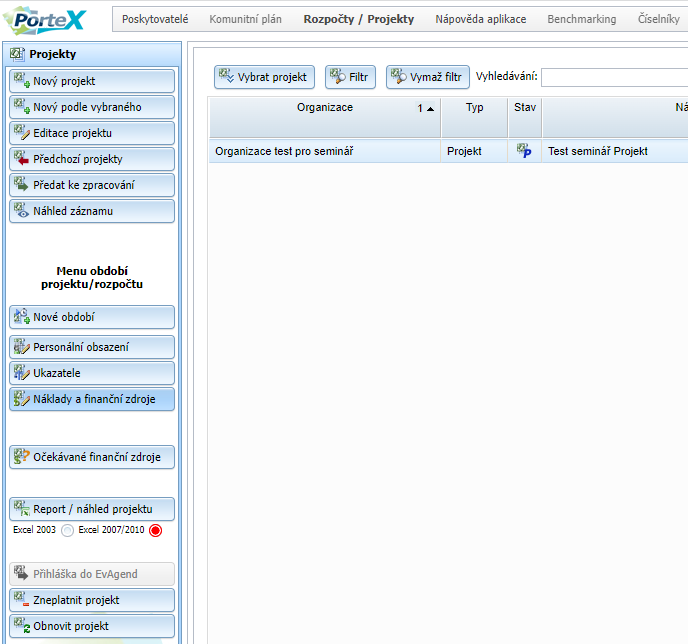 PorteX
Poskytovatelé Komunitní plán Rozpočty / Projekty Nápověda aplikace Benchmarking Číselníky
Projekty
Nový projekt
Nový podle vybraného
Editace projektu
Předchozí projekty
Předat ke zpracování
Náhled záznamu
Menu období
projektu/rozpočtu
Nové období
Personální obsazení
Ukazatele
Náklady a finanční zdroje
Očekávané finanční zdroje
Report / náhled projektu
Excel 2003 Excel 2007/2010
Přihláška do EvAgend
Zneplatnit projekt
Obnovit projekt
Vybrat projekt Filtr Vymaž filtr Vyhledávání:
Organizace 1 Typ Stav Ná
Organizace test pro seminář Projekt P Test seminář Projekt